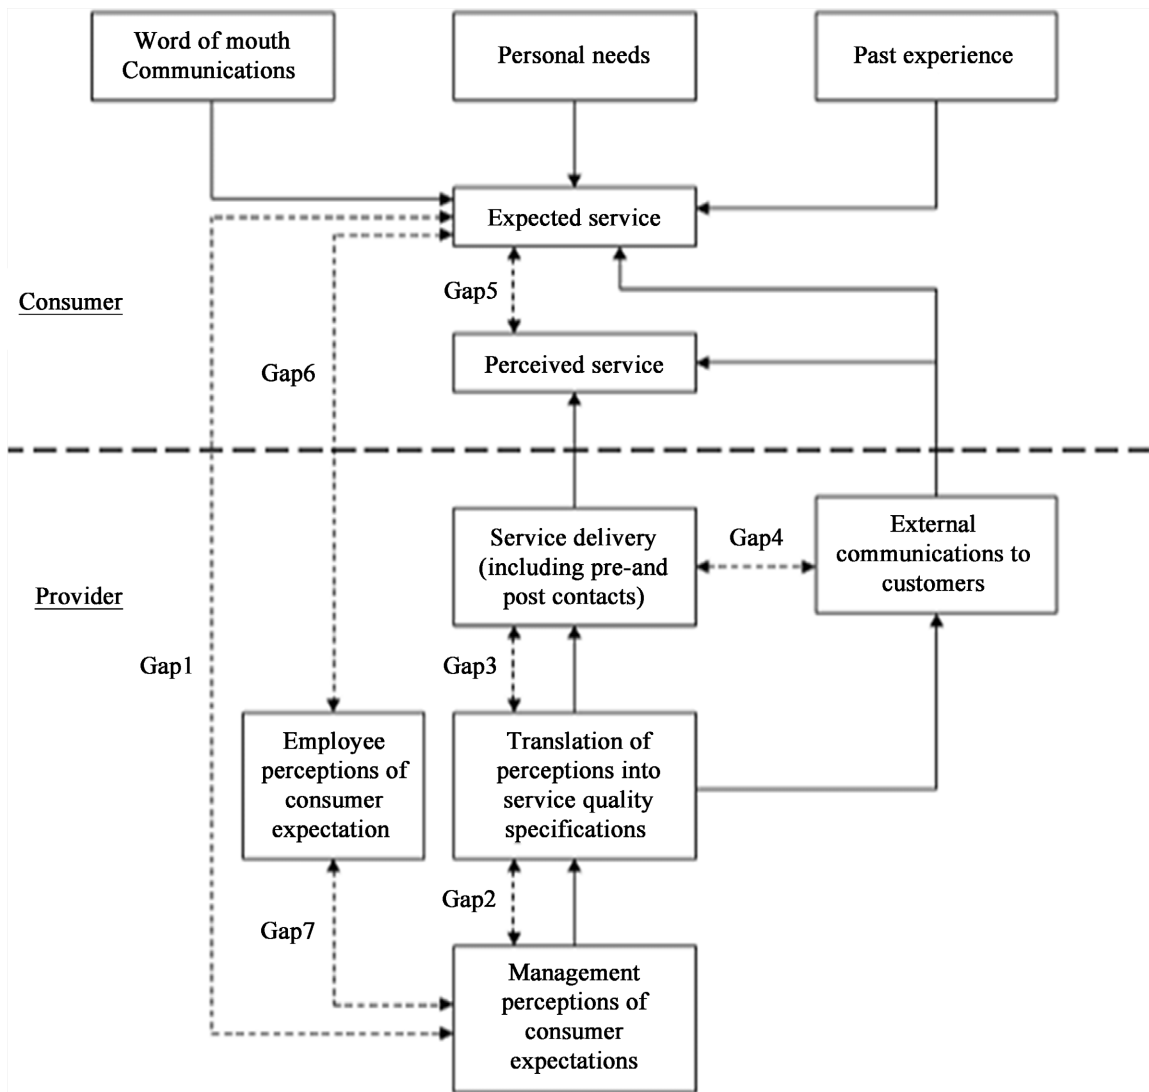 Word of mouth
Communications
Personal needs
Past experience
Expected service
Consumer
Gap5
Gap6
Perceived service
Service delivery
(including pre-and
post contacts)
Gap4
External
communications to
customers
Provider
Gap1
Gap3
Employee
perceptions of
consumer
expectation
Translation of
perceptions into
service quality
specifications
Gap2
Gap7
Management
perceptions of
consumer
expectations